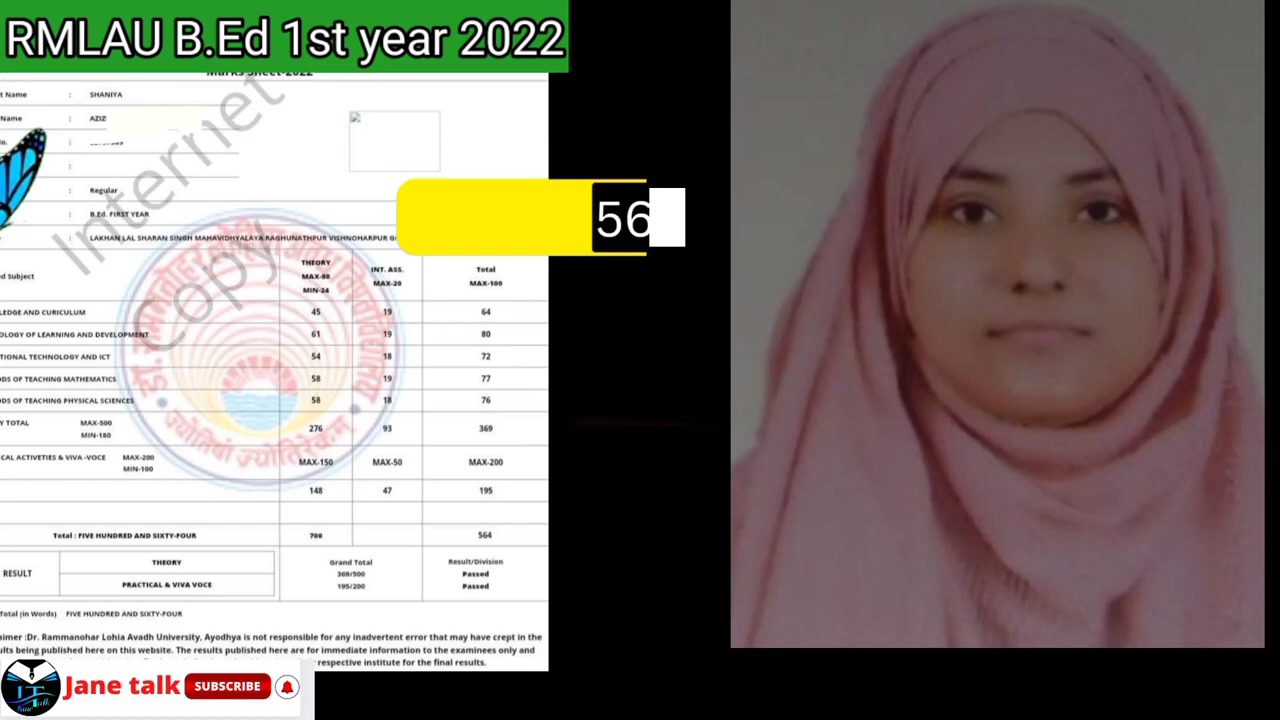 RMLAU B.Ed 1st year 2022
Marks Sheet-2022
t Name : SHANIYA
Name : AZIZ
o. :
:
: Regular
: B.Ed. FIRST YEAR
: LAKHAN LAL SHARAN SINGH MAHAVIDHYALAYA RAGHUNATHPUR VISHNOHARPUR G
56
ed Subject THEORY MAX-80 MIN-24 INT. ASS. MAX-20 Total MAX-100
LEDGE AND CURICULUM 45 19 64
OLOGY OF LEARNING AND DEVELOPMENT 61 19 80
TIONAL TECHNOLOGY AND ICT 54 18 72
DS OF TEACHING MATHEMATICS 58 19 77
DS OF TEACHING PHYSICAL SCIENCES 58 18 76
Y TOTAL MAX-500 MIN-180 276 93 369
CAL ACTIVETIES & VIVA -VOCE MAX-200 MIN-100 MAX-150 MAX-50 MAX-200
148 47 195
Total : FIVE HUNDRED AND SIXTY-FOUR 700 564
RESULT THEORY Grand Total Result/Division
369/500 Passed
PRACTICAL & VIVA VOCE 195/200 Passed
Total (in Words) FIVE HUNDRED AND SIXTY-FOUR
aimer :Dr. Rammanohar Lohia Avadh University, Ayodhya is not responsible for any inadvertent error that may have crept in the
ults being published here on this website. The results published here are for immediate information to the examinees only and
respective institute for the final results.
Internet
Copy
Jane talk SUBSCRIBE